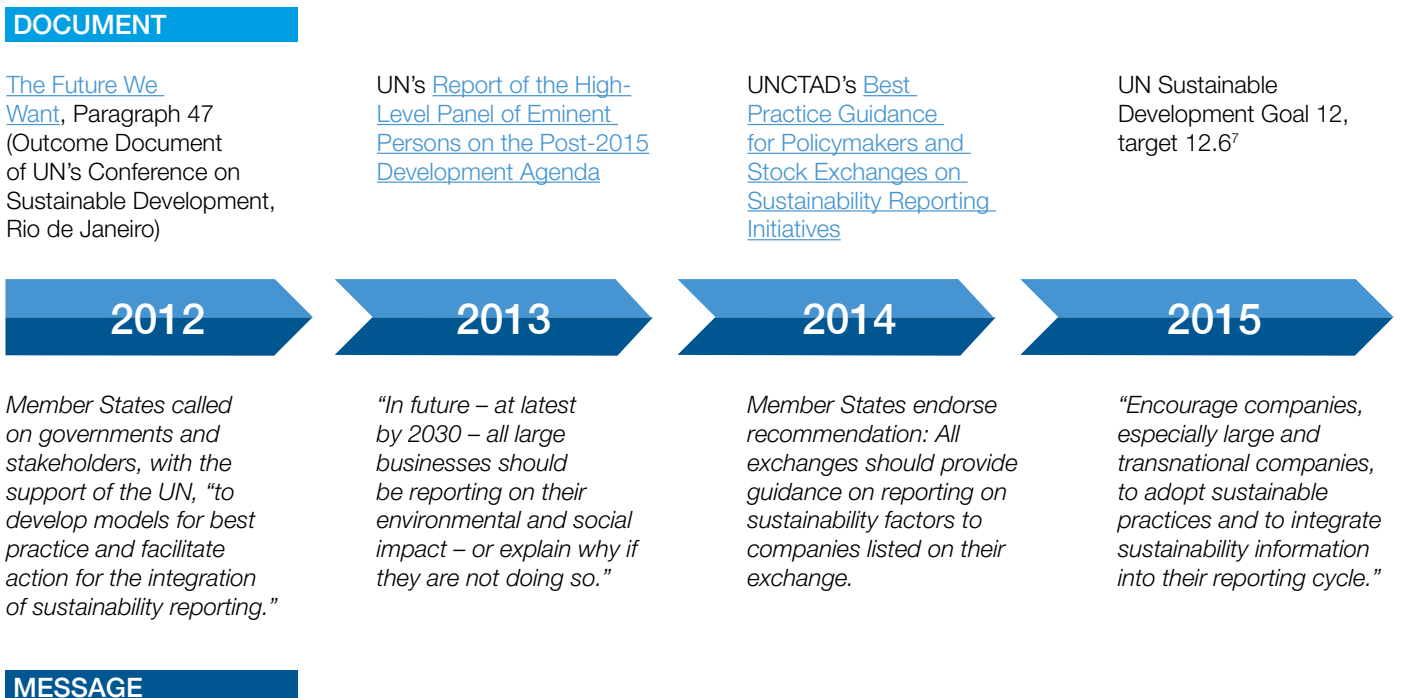 DOCUMENT
The Future We
Want, Paragraph 47
(Outcome Document
of UN’s Conference on
Sustainable Development,
Rio de Janeiro)
UN’s Report of the High-
Level Panel of Eminent
Persons on the Post-2015
Development Agenda
UNCTAD’s Best
Practice Guidance
for Policymakers and
Stock Exchanges on
Sustainability Reporting
Initiatives
UN Sustainable
Development Goal 12,
target 12.6⁷
2012
2013
2014
2015
Member States called
on governments and
stakeholders, with the
support of the UN, “to
develop models for best
practice and facilitate
action for the integration
of sustainability reporting.”
“In future – at latest
by 2030 – all large
businesses should
be reporting on their
environmental and social
impact – or explain why if
they are not doing so.”
Member States endorse
recommendation: All
exchanges should provide
guidance on reporting on
sustainability factors to
companies listed on their
exchange.
“Encourage companies,
especially large and
transnational companies,
to adopt sustainable
practices and to integrate
sustainability information
into their reporting cycle.”
MESSAGE